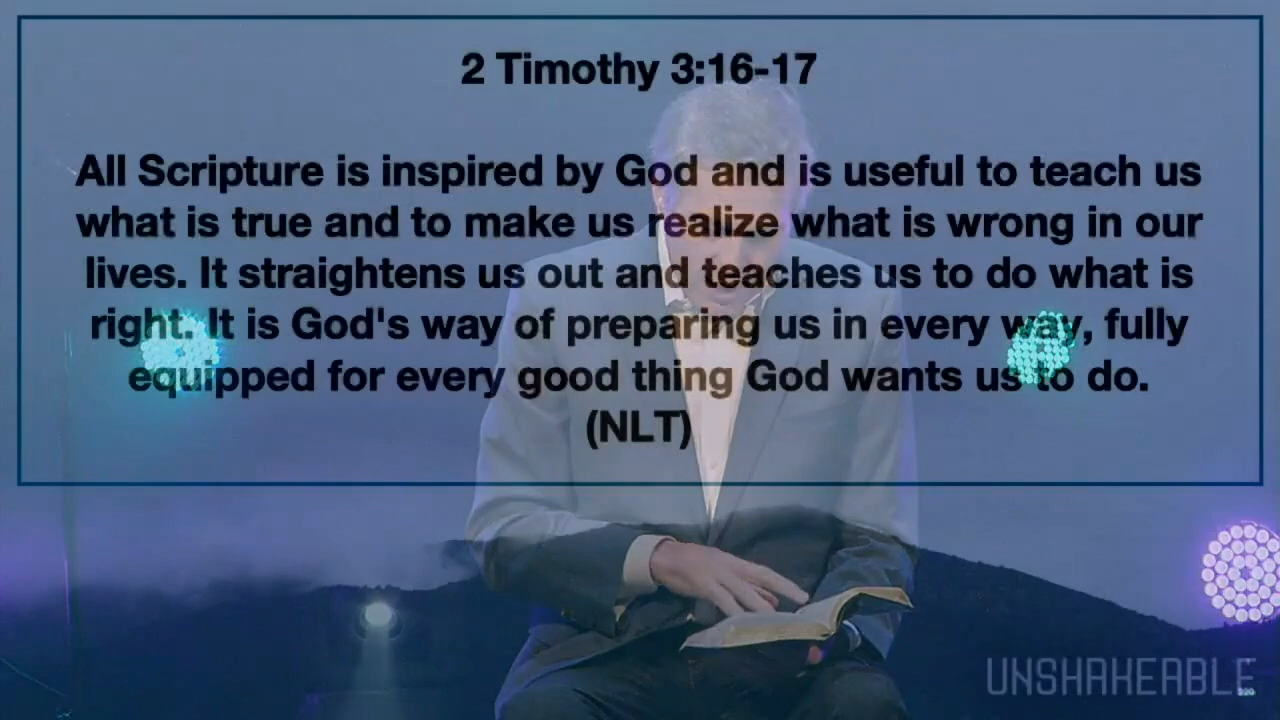 2 Timothy 3:16-17
All Scripture is inspired by God and is useful to teach us
what is true and to make us realize what is wrong in our
lives. It straightens us out and teaches us to do what is
right. It is God's way of preparing us in every way, fully
equipped for every good thing God wants us to do.
(NLT)
UNSHAKEABLE